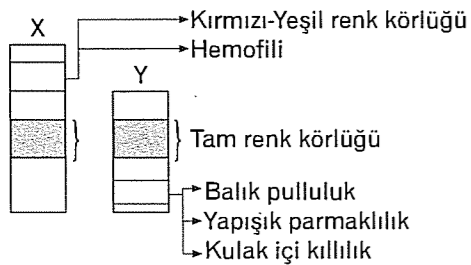 X
Kırmızı-Yeşil renk körlüğü
Hemofili
Y
Tam renk körlüğü
Balık pulluluk
Yapışık parmaklılık
Kulak içi kıllılık